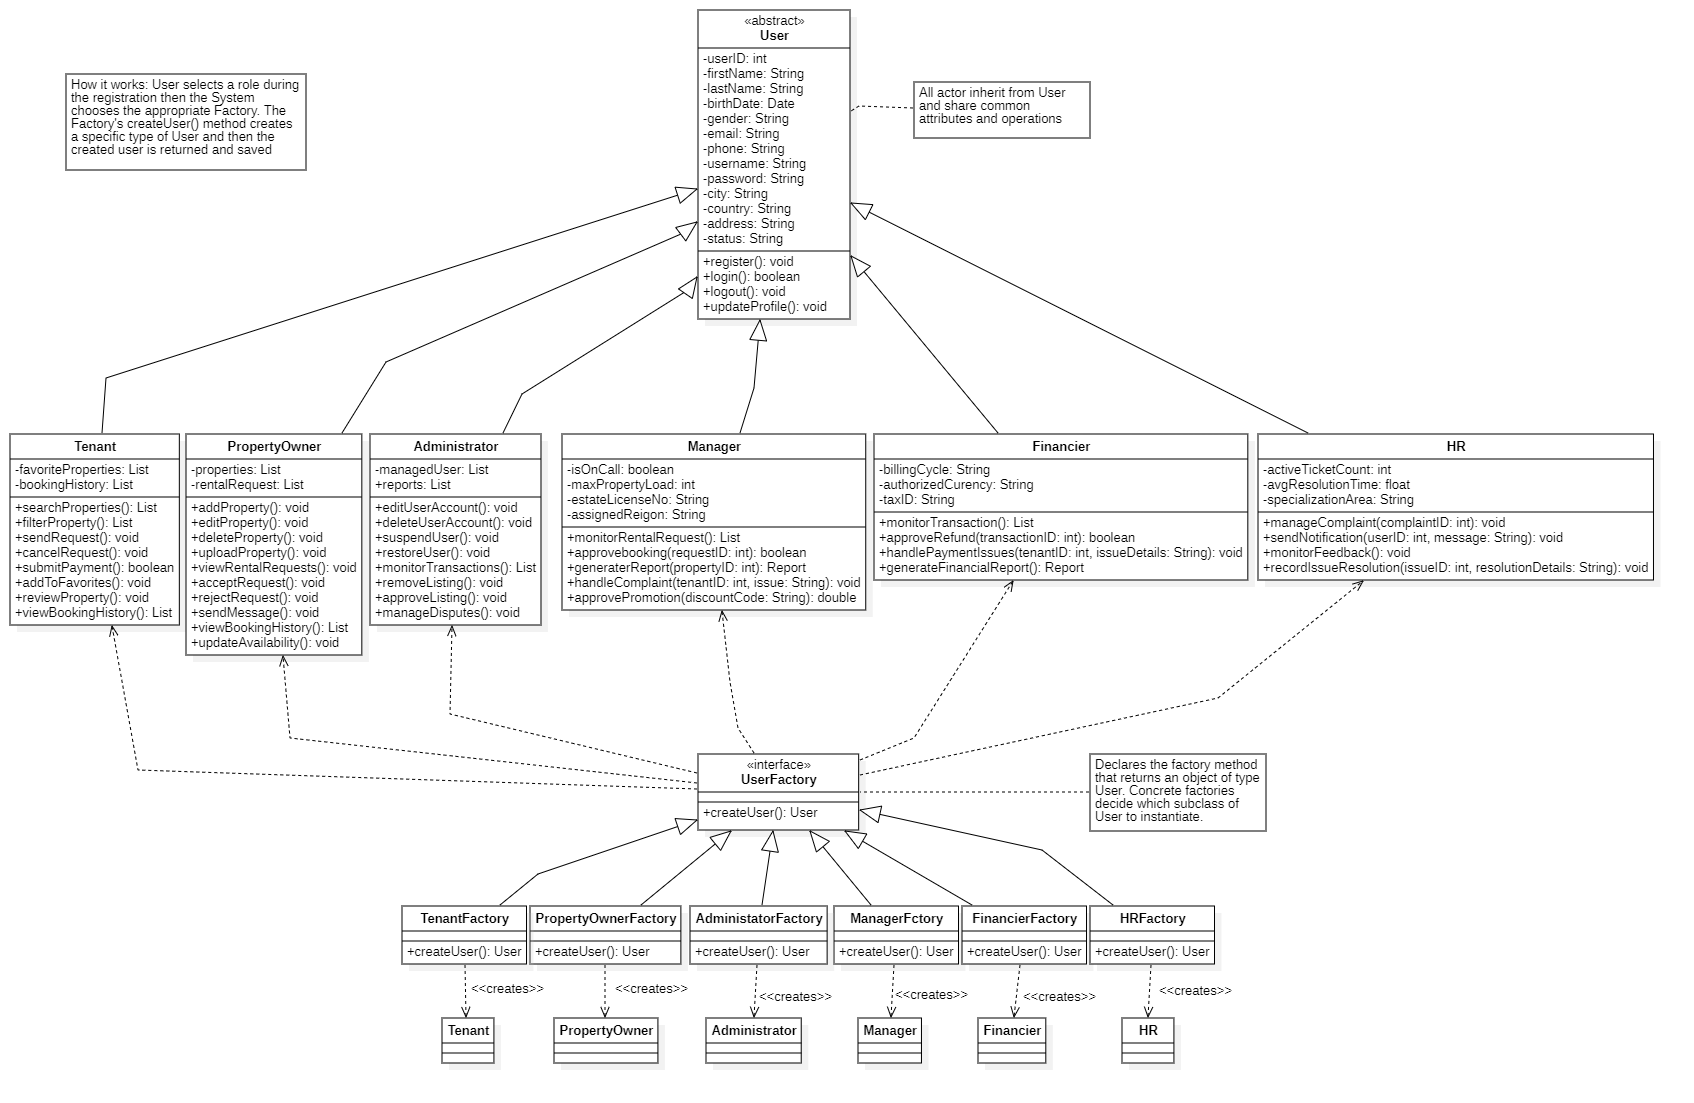 «abstract»
User
-userID: int
-firstName: String
-lastName: String
-birthDate: Date
-gender: String
-email: String
-phone: String
-username: String
-password: String
-city: String
-country: String
-address: String
-status: String
+register(): void
+login(): boolean
+logout(): void
+updateProfile(): void
How it works: User selects a role during
the registration then the System
chooses the appropriate Factory. The
Factory's createUser() method creates
a specific type of User and then the
created user is returned and saved
All actor inherit from User
and share common
attributes and operations
Tenant
-favoriteProperties: List
-bookingHistory: List
+searchProperties(): List
+filterProperty(): List
+sendRequest(): void
+cancelRequest(): void
+submitPayment(): boolean
+addToFavorites(): void
+reviewProperty(): void
+viewBookingHistory(): List
PropertyOwner
-properties: List
-rentalRequest: List
+addProperty(): void
+editProperty(): void
+deleteProperty(): void
+uploadProperty(): void
+viewRentalRequests(): void
+acceptRequest(): void
+rejectRequest(): void
+sendMessage(): void
+viewBookingHistory(): List
+updateAvailability(): void
Administrator
-managedUser: List
+reports: List
+editUserAccount(): void
+deleteUserAccount(): void
+suspendUser(): void
+restoreUser(): void
+monitorTransactions(): List
+removeListing(): void
+approveListing(): void
+manageDisputes(): void
Manager
-isOnCall: boolean
-maxPropertyLoad: int
-estateLicenseNo: String
-assignedReigon: String
+monitorRentalRequest(): List
+approvebooking(requestID: int): boolean
+generaterReport(propertyID: int): Report
+handleComplaint(tenantID: int, issue: String): void
+approvePromotion(discountCode: String): double
Financier
-billingCycle: String
-authorizedCurency: String
-taxID: String
+monitorTransaction(): List
+approveRefund(transactionID: int): boolean
+handlePaymentIssues(tenantID: int, issueDetails: String): void
+generateFinancialReport(): Report
HR
-activeTicketCount: int
-avgResolutionTime: float
-specializationArea: String
+manageComplaint(complaintID: int): void
+sendNotification(userID: int, message: String): void
+monitorFeedback(): void
+recordIssueResolution(issueID: int, resolutionDetails: String): void
«interface»
UserFactory
+createUser(): User
Declares the factory method
that returns an object of type
User. Concrete factories
decide which subclass of
User to instantiate.
TenantFactory
+createUser(): User
PropertyOwnerFactory
+createUser(): User
AdministatorFactory
+createUser(): User
ManagerFctory
+createUser(): User
FinancierFactory
+createUser(): User
HRFactory
+createUser(): User
<<creates>>
<<creates>>
<<creates>>
<<creates>>
<<creates>>
<<creates>>
Tenant
PropertyOwner
Administrator
Manager
Financier
HR